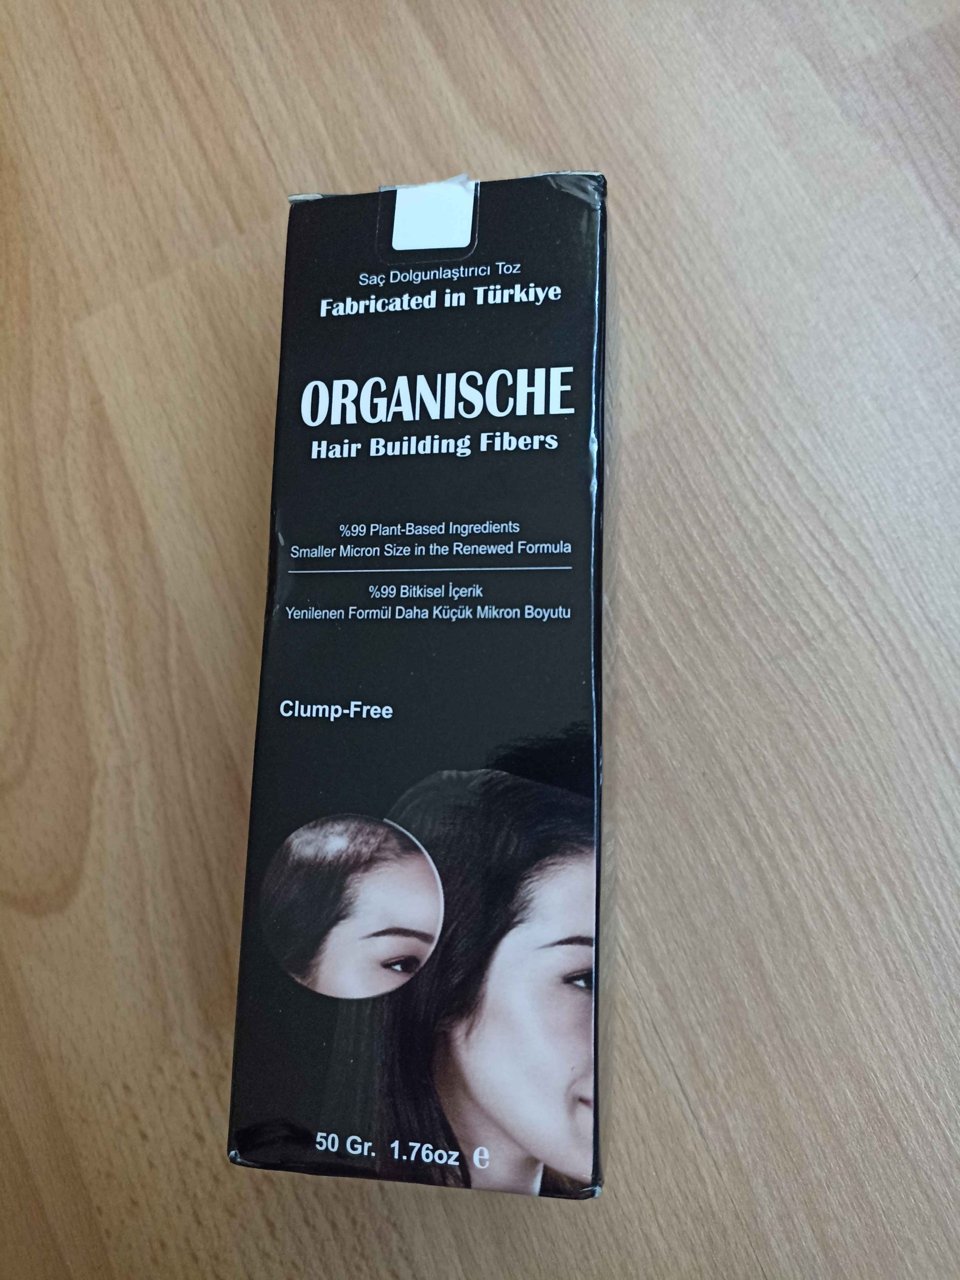 Saç Dolgunlaştırıcı Toz
Fabricated in Türkiye
ORGANISCHE
Hair Building Fibers
%99 Plant-Based Ingredients
Smaller Micron Size in the Renewed Formula
%99 Bitkisel İçerik
Yenilenen Formül Daha Küçük Mikron Boyutu
Clump-Free
50 Gr. 1.76oz ℮